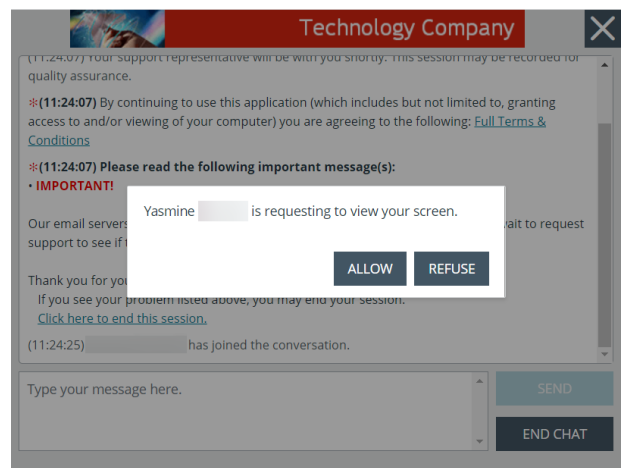 Technology Company
(11:24:07) Your support representative will be with you shortly. This session may be recorded for
quality assurance.
*(11:24:07) By continuing to use this application (which includes but not limited to, granting
access to and/or viewing of your computer) you are agreeing to the following: Full Terms &
Conditions
*(11:24:07) Please read the following important message(s):
• IMPORTANT!
Yasmine is requesting to view your screen.
ALLOW REFUSE
Our email servers wait to request
support to see if
Thank you for you
If you see your problem listed above, you may end your session.
Click here to end this session.
(11:24:25) has joined the conversation.
Type your message here.
SEND
END CHAT